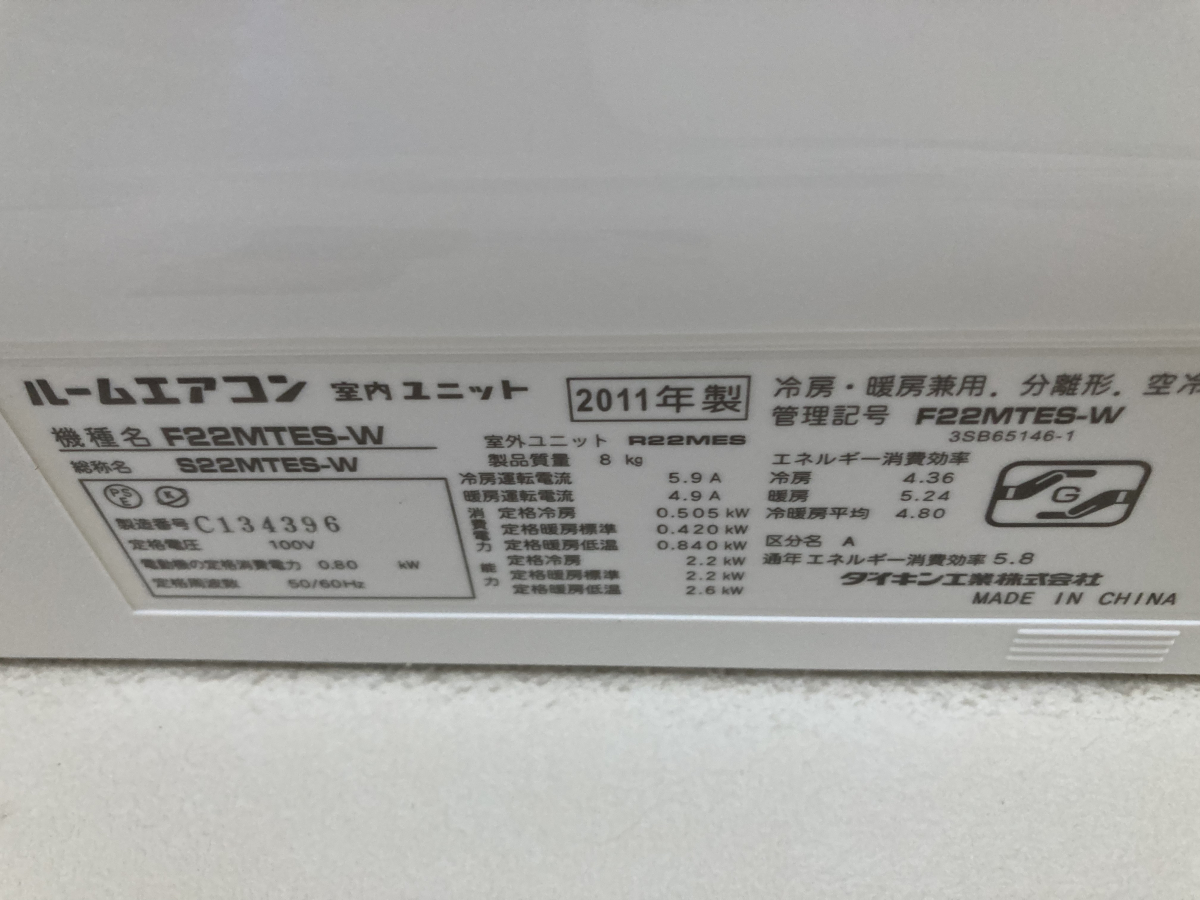 ルームエアコン 室内ユニット 2011年 製 冷房・暖房兼用．分離形．空冷
機種名 F22MTES-W 室外ユニット R22MES 管理記号 F22MTES-W
総称名 S22MTES-W 製品質量 8 kg 3SB65146-1
PSE
製造番号 C134396
定格電圧 100V
電動機の定格消費電力 0.80 kW
定格周波数 50/60Hz
冷房運転電流 5.9 A
暖房運転電流 4.9 A
消費電力 定格冷房 0.505 kW
定格暖房標準 0.420 kW
定格暖房低温 0.840 kW
能力 定格冷房 2.2 kW
定格暖房標準 2.2 kW
定格暖房低温 2.6 kW
エネルギー消費効率
冷房 4.36
暖房 5.24
冷暖房平均 4.80
区分名 A
通年エネルギー消費効率 5.8
G
ダイキン工業株式会社
MADE IN CHINA